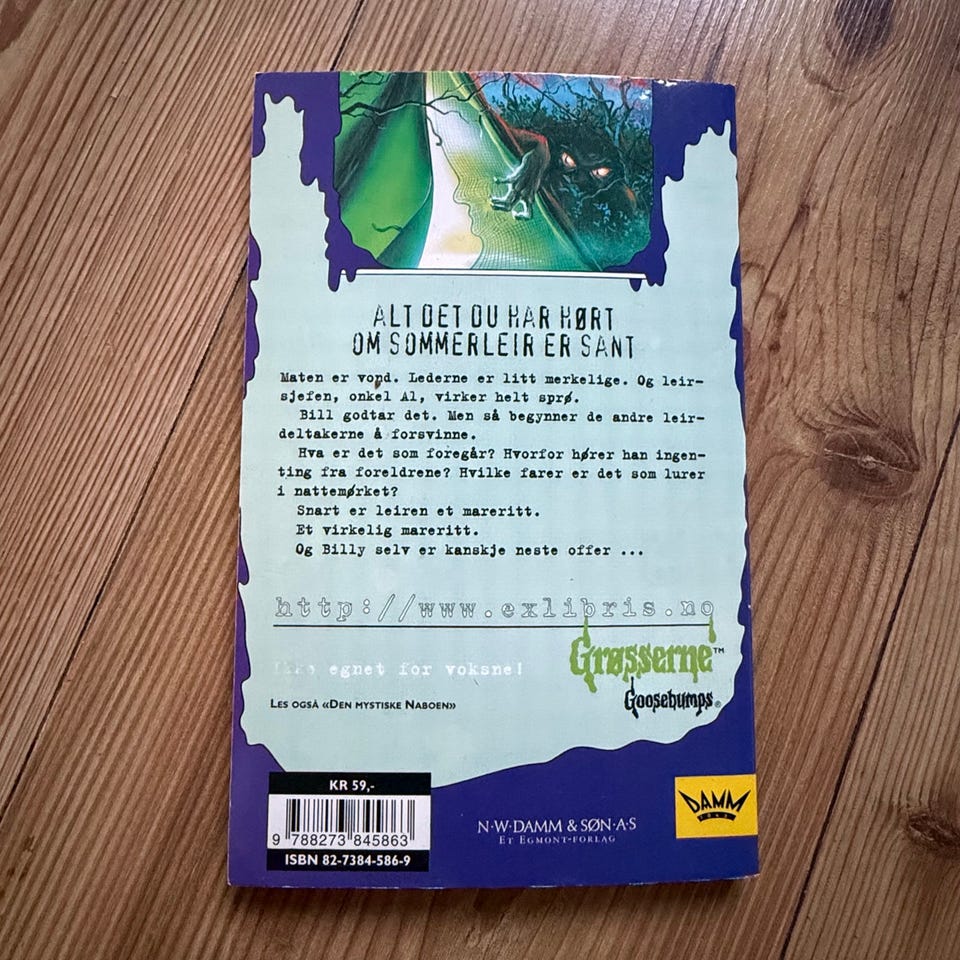 ALT DET DU HAR HØRT
OM SOMMERLEIR ER SANT
Maten er vond. Lederne er litt merkelige. Og leir-
sjefen, onkel Al, virker helt sprø.
Bill godtar det. Men så begynner de andre leir-
deltakerne å forsvinne.
Hva er det som foregår? Hvorfor hører han ingen-
ting fra foreldrene? Hvilke farer er det som lurer
i nattemørket?
Snart er leiren et mareritt.
Et virkelig mareritt.
Og Billy selv er kanskje neste offer ...
http://www.exlibris.no
Grøsserne™
Ikke egnet for voksne!
Goosebumps®
LES OGSÅ «DEN MYSTISKE NABOEN»
KR 59,-
9 788273 845863
ISBN 82-7384-586-9
N·W·DAMM & SØN·A·S
ET EGMONT-FORLAG
DAMM
1843